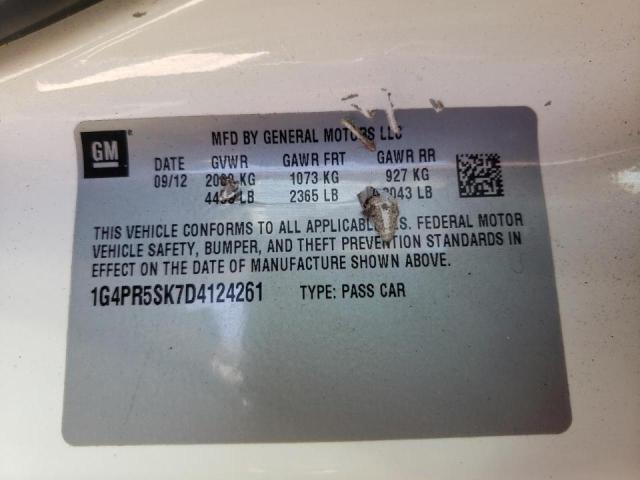 GM
MFD BY GENERAL MOTORS LLC
DATE GVWR GAWR FRT GAWR RR
09/12 KG 1073 KG 927 KG
LB 2365 LB 2043 LB
THIS VEHICLE CONFORMS TO ALL APPLICABLE U.S. FEDERAL MOTOR
VEHICLE SAFETY, BUMPER, AND THEFT PREVENTION STANDARDS IN
EFFECT ON THE DATE OF MANUFACTURE SHOWN ABOVE.
1G4PR5SK7D4124261 TYPE: PASS CAR